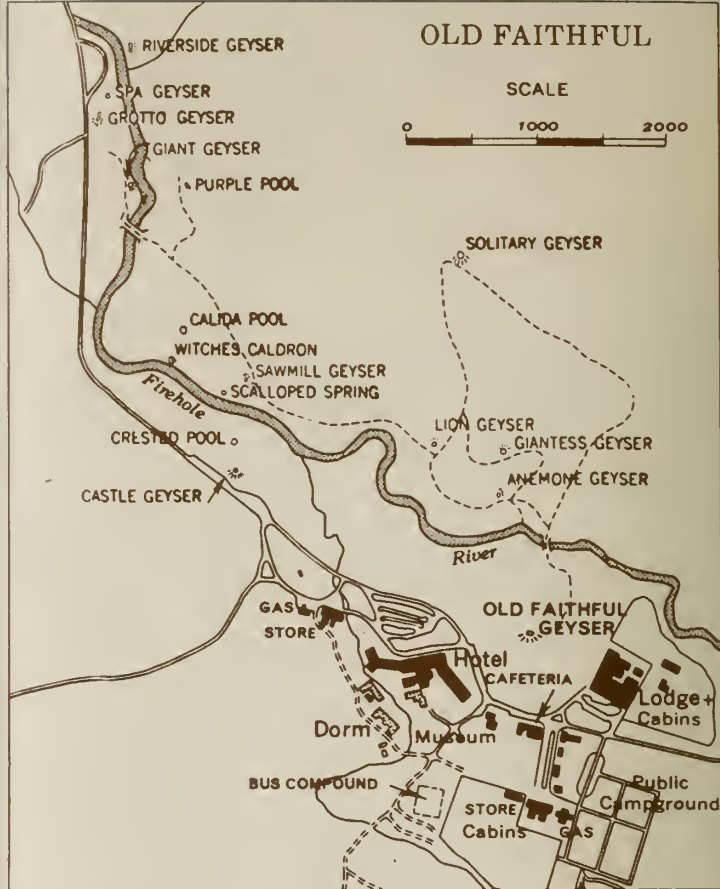 OLD FAITHFUL
SCALE
0 1000 2000
RIVERSIDE GEYSER
SPA GEYSER
GROTTO GEYSER
GIANT GEYSER
PURPLE POOL
SOLITARY GEYSER
CALIDA POOL
WITCHES CALDRON
SAWMILL GEYSER
SCALLOPED SPRING
Firehole
LION GEYSER
CRESTED POOL
GIANTESS GEYSER
ANEMONE GEYSER
CASTLE GEYSER
River
GAS
STORE
OLD FAITHFUL
GEYSER
Hotel
CAFETERIA
Lodge+
Cabins
Dorm
Museum
BUS COMPOUND
Public
Campground
STORE
Cabins
GAS